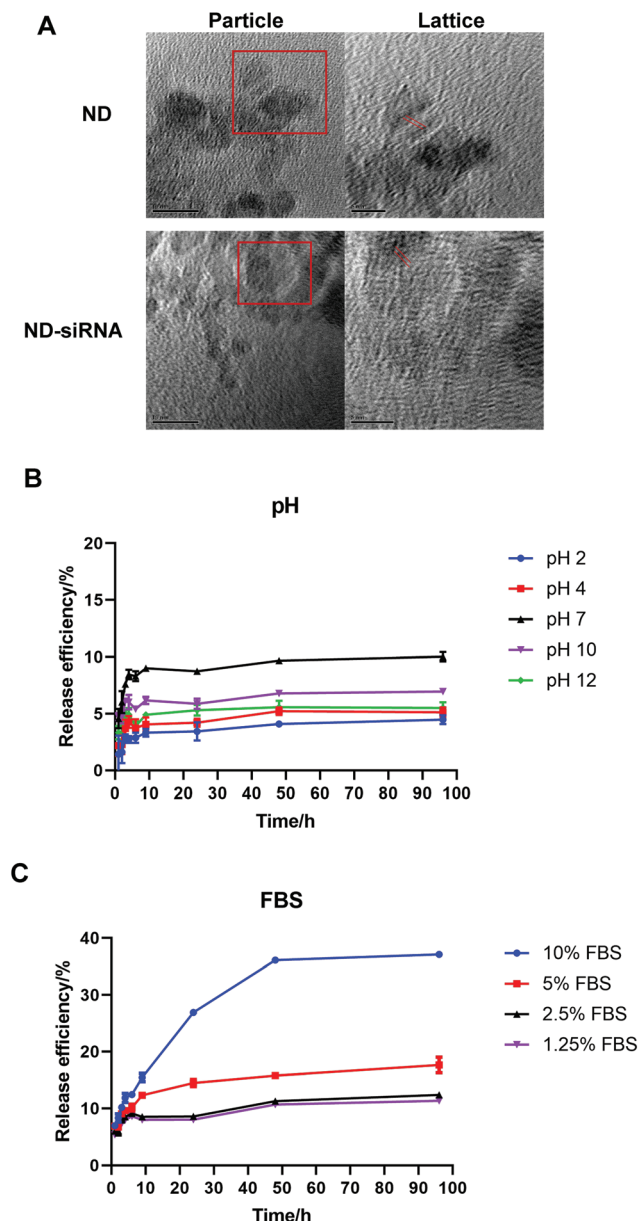 A
Particle
Lattice
ND
ND-siRNA
B
pH
Release efficiency/%
20
15
10
5
0
0 10 20 30 40 50 60 70 80 90 100
Time/h
pH 2
pH 4
pH 7
pH 10
pH 12
C
FBS
Release efficiency/%
40
30
20
10
0
0 10 20 30 40 50 60 70 80 90 100
Time/h
10% FBS
5% FBS
2.5% FBS
1.25% FBS